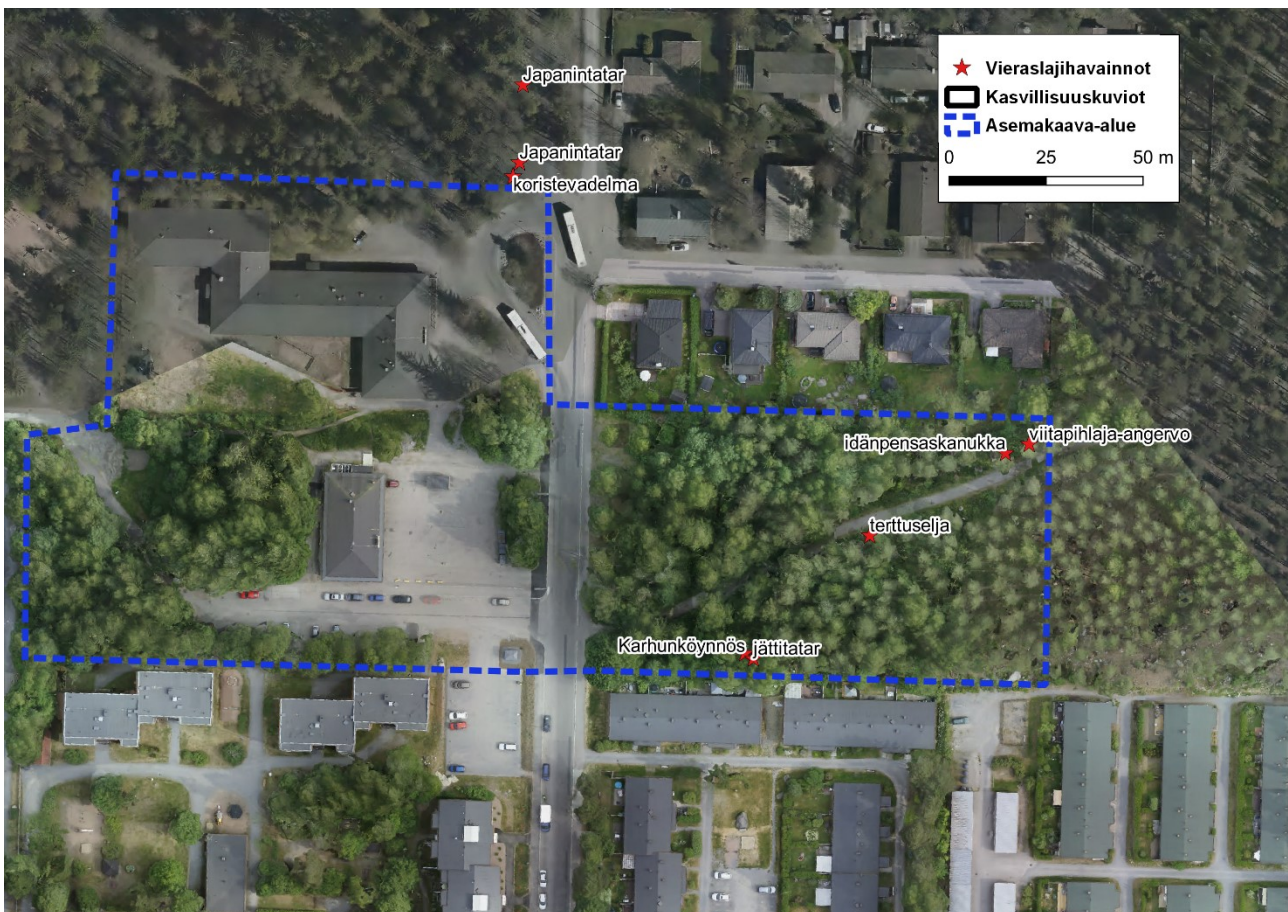 Japanintatar
Japanintatar
koristevadelma
Vieraslajihavainnot
Kasvillisuuskuviot
Asemakaava-alue
0 25 50 m
viitapihlaja-angervo
idänpensaskanukka
terttuselja
Karhunköynnös jättitatar